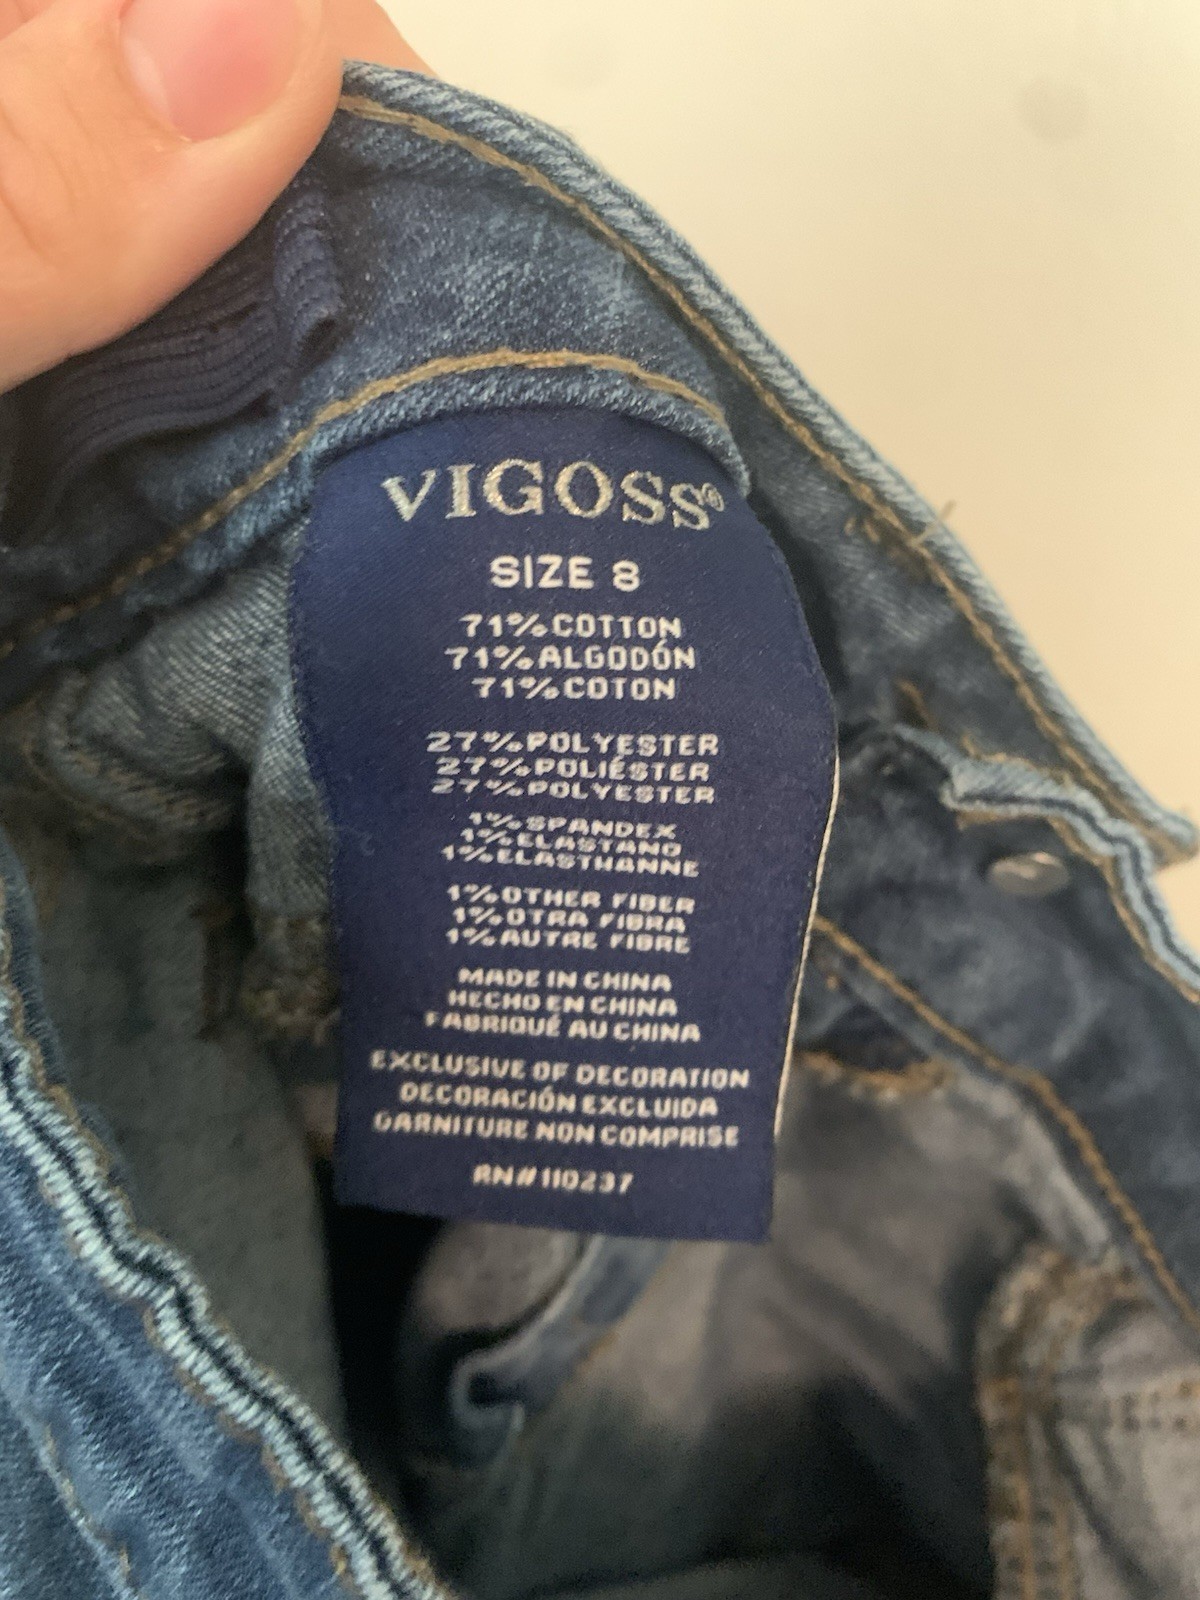 VIGOSS®
SIZE 8
71% COTTON
71% ALGODÓN
71% COTON
27% POLYESTER
27% POLIÉSTER
27% POLYESTER
1% SPANDEX
1% ELASTANO
1% ELASTHANNE
1% OTHER FIBER
1% OTRA FIBRA
1% AUTRE FIBRE
MADE IN CHINA
HECHO EN CHINA
FABRIQUÉ AU CHINA
EXCLUSIVE OF DECORATION
DECORACIÓN EXCLUIDA
GARNITURE NON COMPRISE
RN#110237